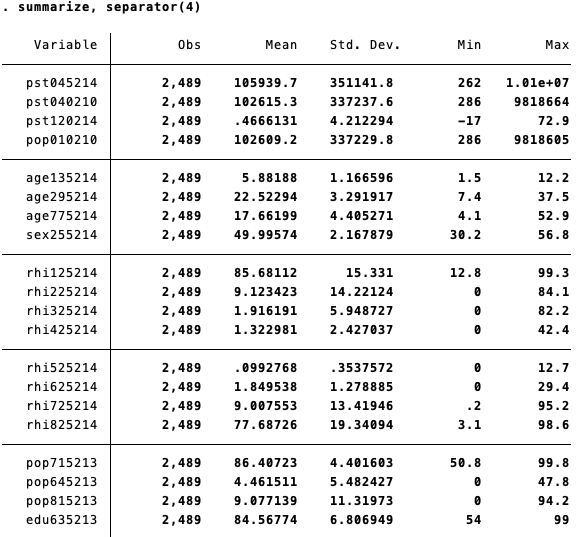 . summarize, separator(4)
Variable Obs Mean Std. Dev. Min Max
pst045214 2,489 105939.7 351141.8 262 1.01e+07
pst040210 2,489 102615.3 337237.6 286 9818664
pst120214 2,489 .4666131 4.212294 -17 72.9
pop010210 2,489 102609.2 337229.8 286 9818605
age135214 2,489 5.88188 1.166596 1.5 12.2
age295214 2,489 22.52294 3.291917 7.4 37.5
age775214 2,489 17.66199 4.405271 4.1 52.9
sex255214 2,489 49.99574 2.167879 30.2 56.8
rhi125214 2,489 85.68112 15.331 12.8 99.3
rhi225214 2,489 9.123423 14.22124 0 84.1
rhi325214 2,489 1.916191 5.948727 0 82.2
rhi425214 2,489 1.322981 2.427037 0 42.4
rhi525214 2,489 .0992768 .3537572 0 12.7
rhi625214 2,489 1.849538 1.278885 0 29.4
rhi725214 2,489 9.007553 13.41946 .2 95.2
rhi825214 2,489 77.68726 19.34094 3.1 98.6
pop715213 2,489 86.40723 4.401603 50.8 99.8
pop645213 2,489 4.461511 5.482427 0 47.8
pop815213 2,489 9.077139 11.31973 0 94.2
edu635213 2,489 84.56774 6.806949 54 99